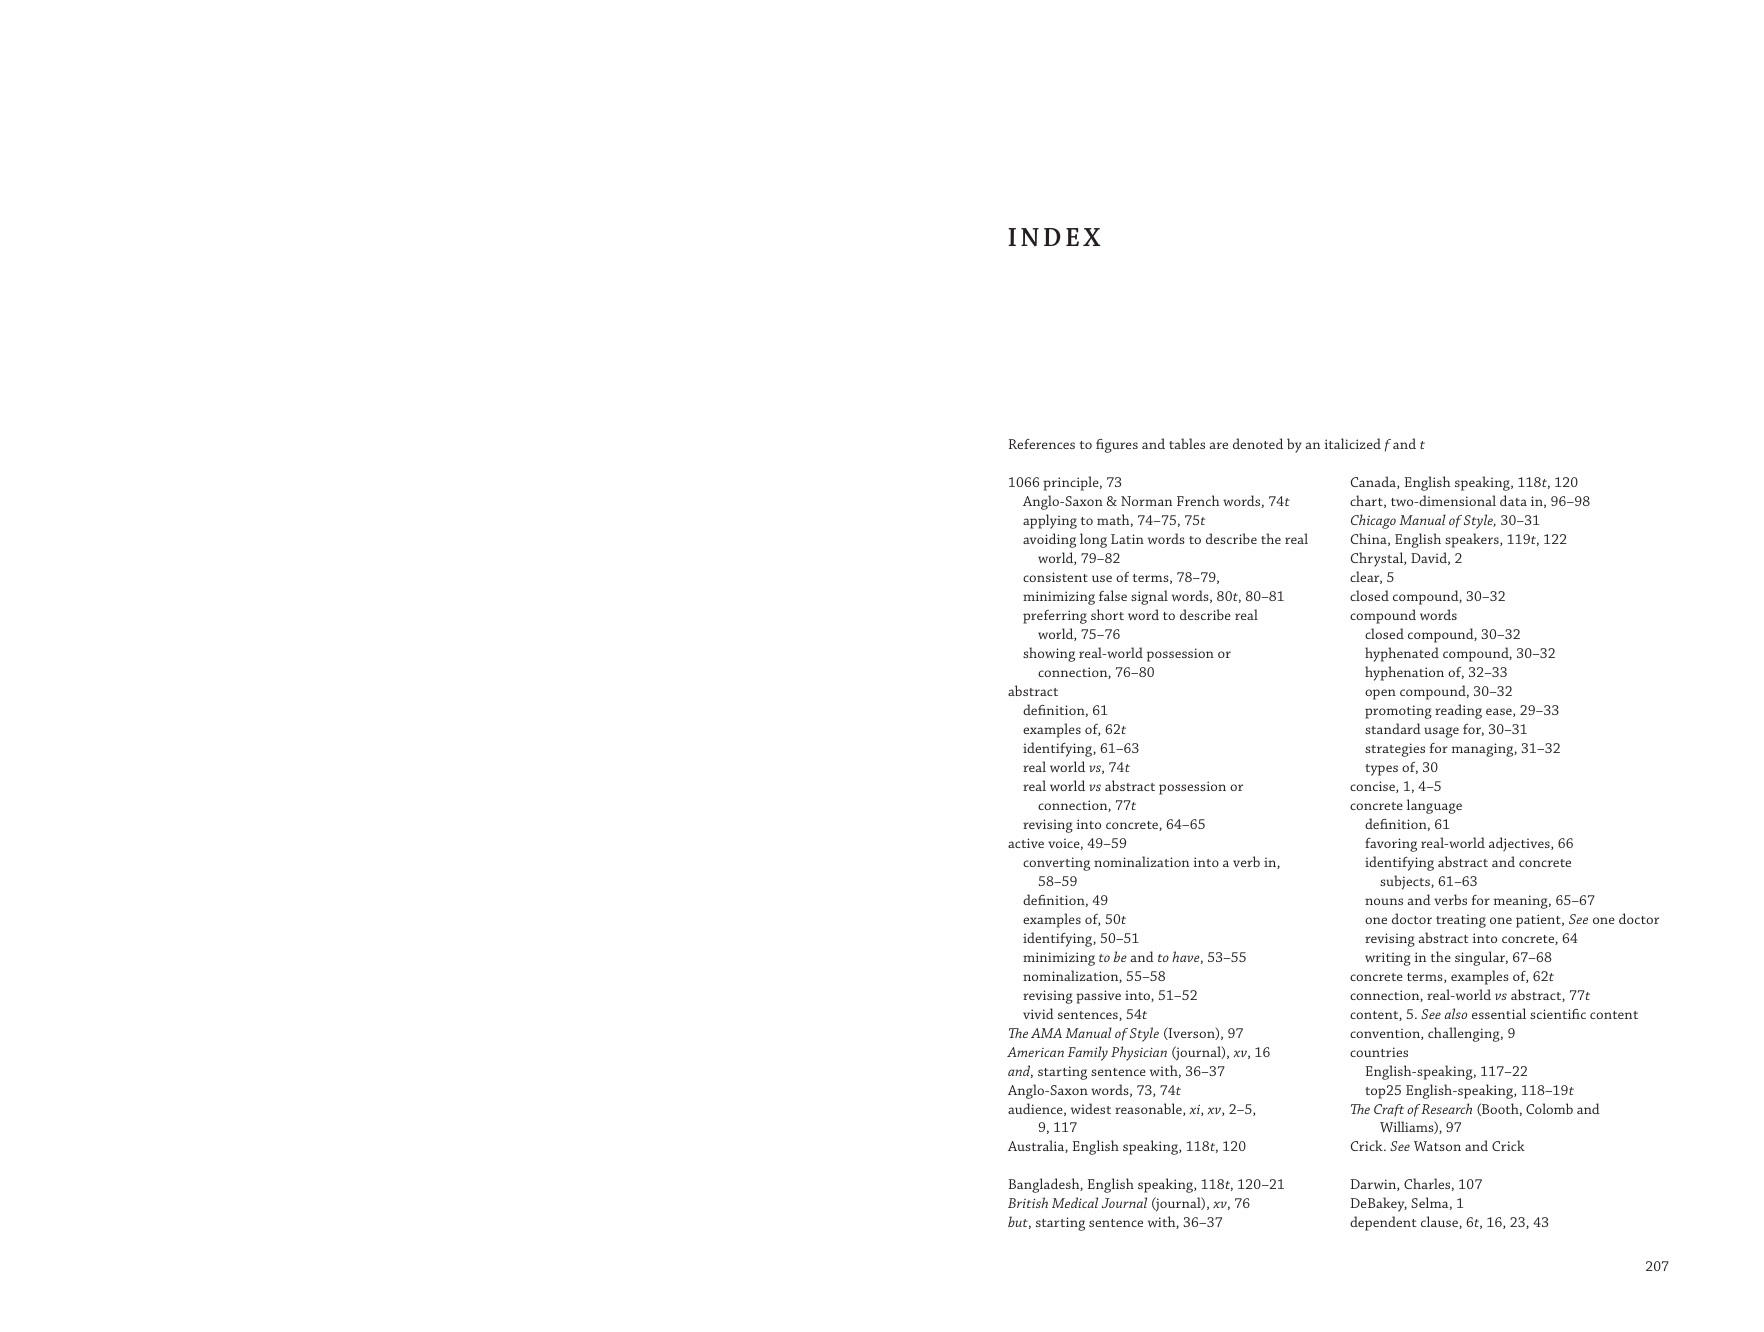 INDEX
References to figures and tables are denoted by an italicized f and t
1066 principle, 73
Anglo-Saxon & Norman French words, 74t
applying to math, 74–75, 75t
avoiding long Latin words to describe the real
world, 79–82
consistent use of terms, 78–79,
minimizing false signal words, 80t, 80–81
preferring short word to describe real
world, 75–76
showing real-world possession or
connection, 76–80
abstract
definition, 61
examples of, 62t
identifying, 61–63
real world vs, 74t
real world vs abstract possession or
connection, 77t
revising into concrete, 64–65
active voice, 49–59
converting nominalization into a verb in,
58–59
definition, 49
examples of, 50t
identifying, 50–51
minimizing to be and to have, 53–55
nominalization, 55–58
revising passive into, 51–52
vivid sentences, 54t
The AMA Manual of Style (Iverson), 97
American Family Physician (journal), xv, 16
and, starting sentence with, 36–37
Anglo-Saxon words, 73, 74t
audience, widest reasonable, xi, xv, 2–5,
9, 117
Australia, English speaking, 118t, 120
Bangladesh, English speaking, 118t, 120–21
British Medical Journal (journal), xv, 76
but, starting sentence with, 36–37
Canada, English speaking, 118t, 120
chart, two-dimensional data in, 96–98
Chicago Manual of Style, 30–31
China, English speakers, 119t, 122
Chrystal, David, 2
clear, 5
closed compound, 30–32
compound words
closed compound, 30–32
hyphenated compound, 30–32
hyphenation of, 32–33
open compound, 30–32
promoting reading ease, 29–33
standard usage for, 30–31
strategies for managing, 31–32
types of, 30
concise, 1, 4–5
concrete language
definition, 61
favoring real-world adjectives, 66
identifying abstract and concrete
subjects, 61–63
nouns and verbs for meaning, 65–67
one doctor treating one patient, See one doctor
revising abstract into concrete, 64
writing in the singular, 67–68
concrete terms, examples of, 62t
connection, real-world vs abstract, 77t
content, 5. See also essential scientific content
convention, challenging, 9
countries
English-speaking, 117–22
top25 English-speaking, 118–19t
The Craft of Research (Booth, Colomb and
Williams), 97
Crick. See Watson and Crick
Darwin, Charles, 107
DeBakey, Selma, 1
dependent clause, 6t, 16, 23, 43
207